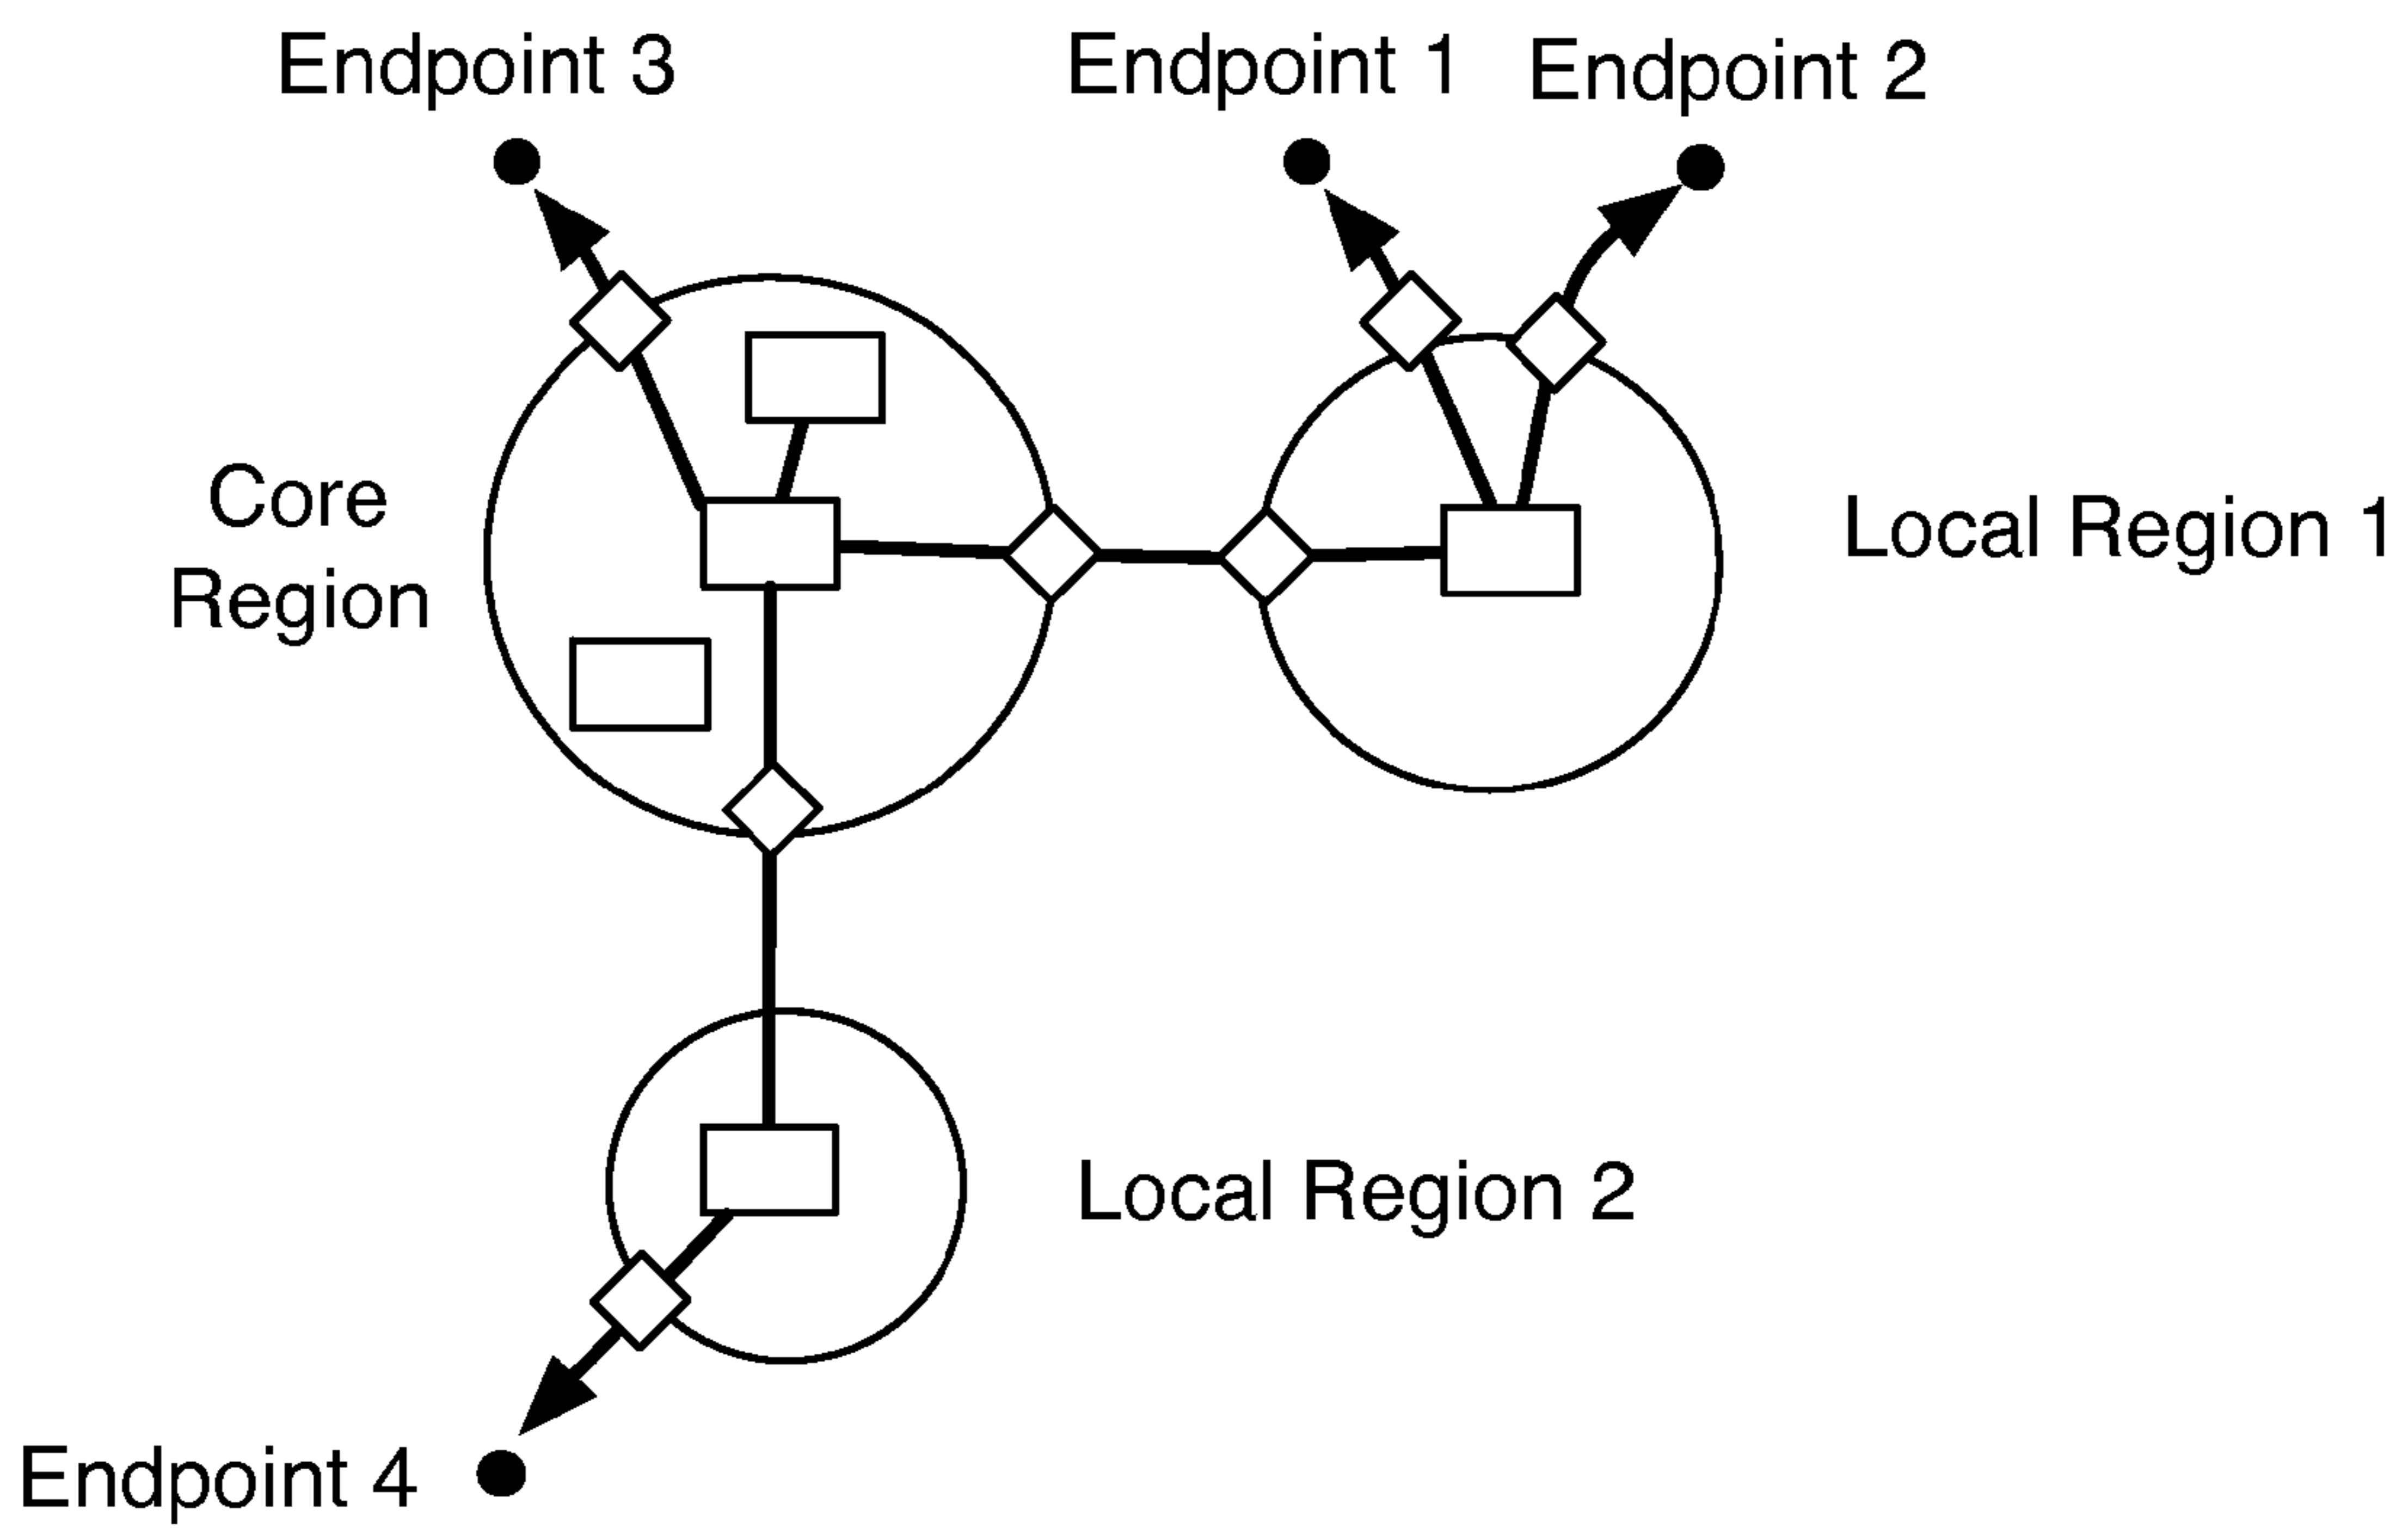 Endpoint 3
Endpoint 1
Endpoint 2
Core
Region
Local Region 1
Local Region 2
Endpoint 4